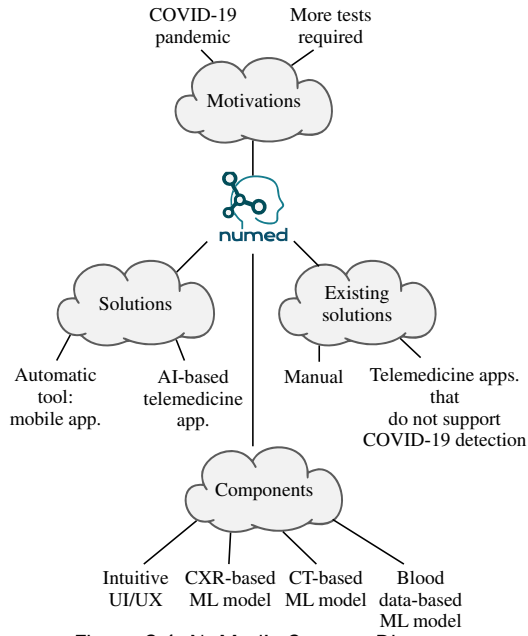 COVID-19
pandemic
More tests
required
Motivations
numed
Solutions
Existing
solutions
Automatic
tool:
mobile app.
AI-based
telemedicine
app.
Manual
Telemedicine apps.
that
do not support
COVID-19 detection
Components
Intuitive
UI/UX
CXR-based
ML model
CT-based
ML model
Blood
data-based
ML model